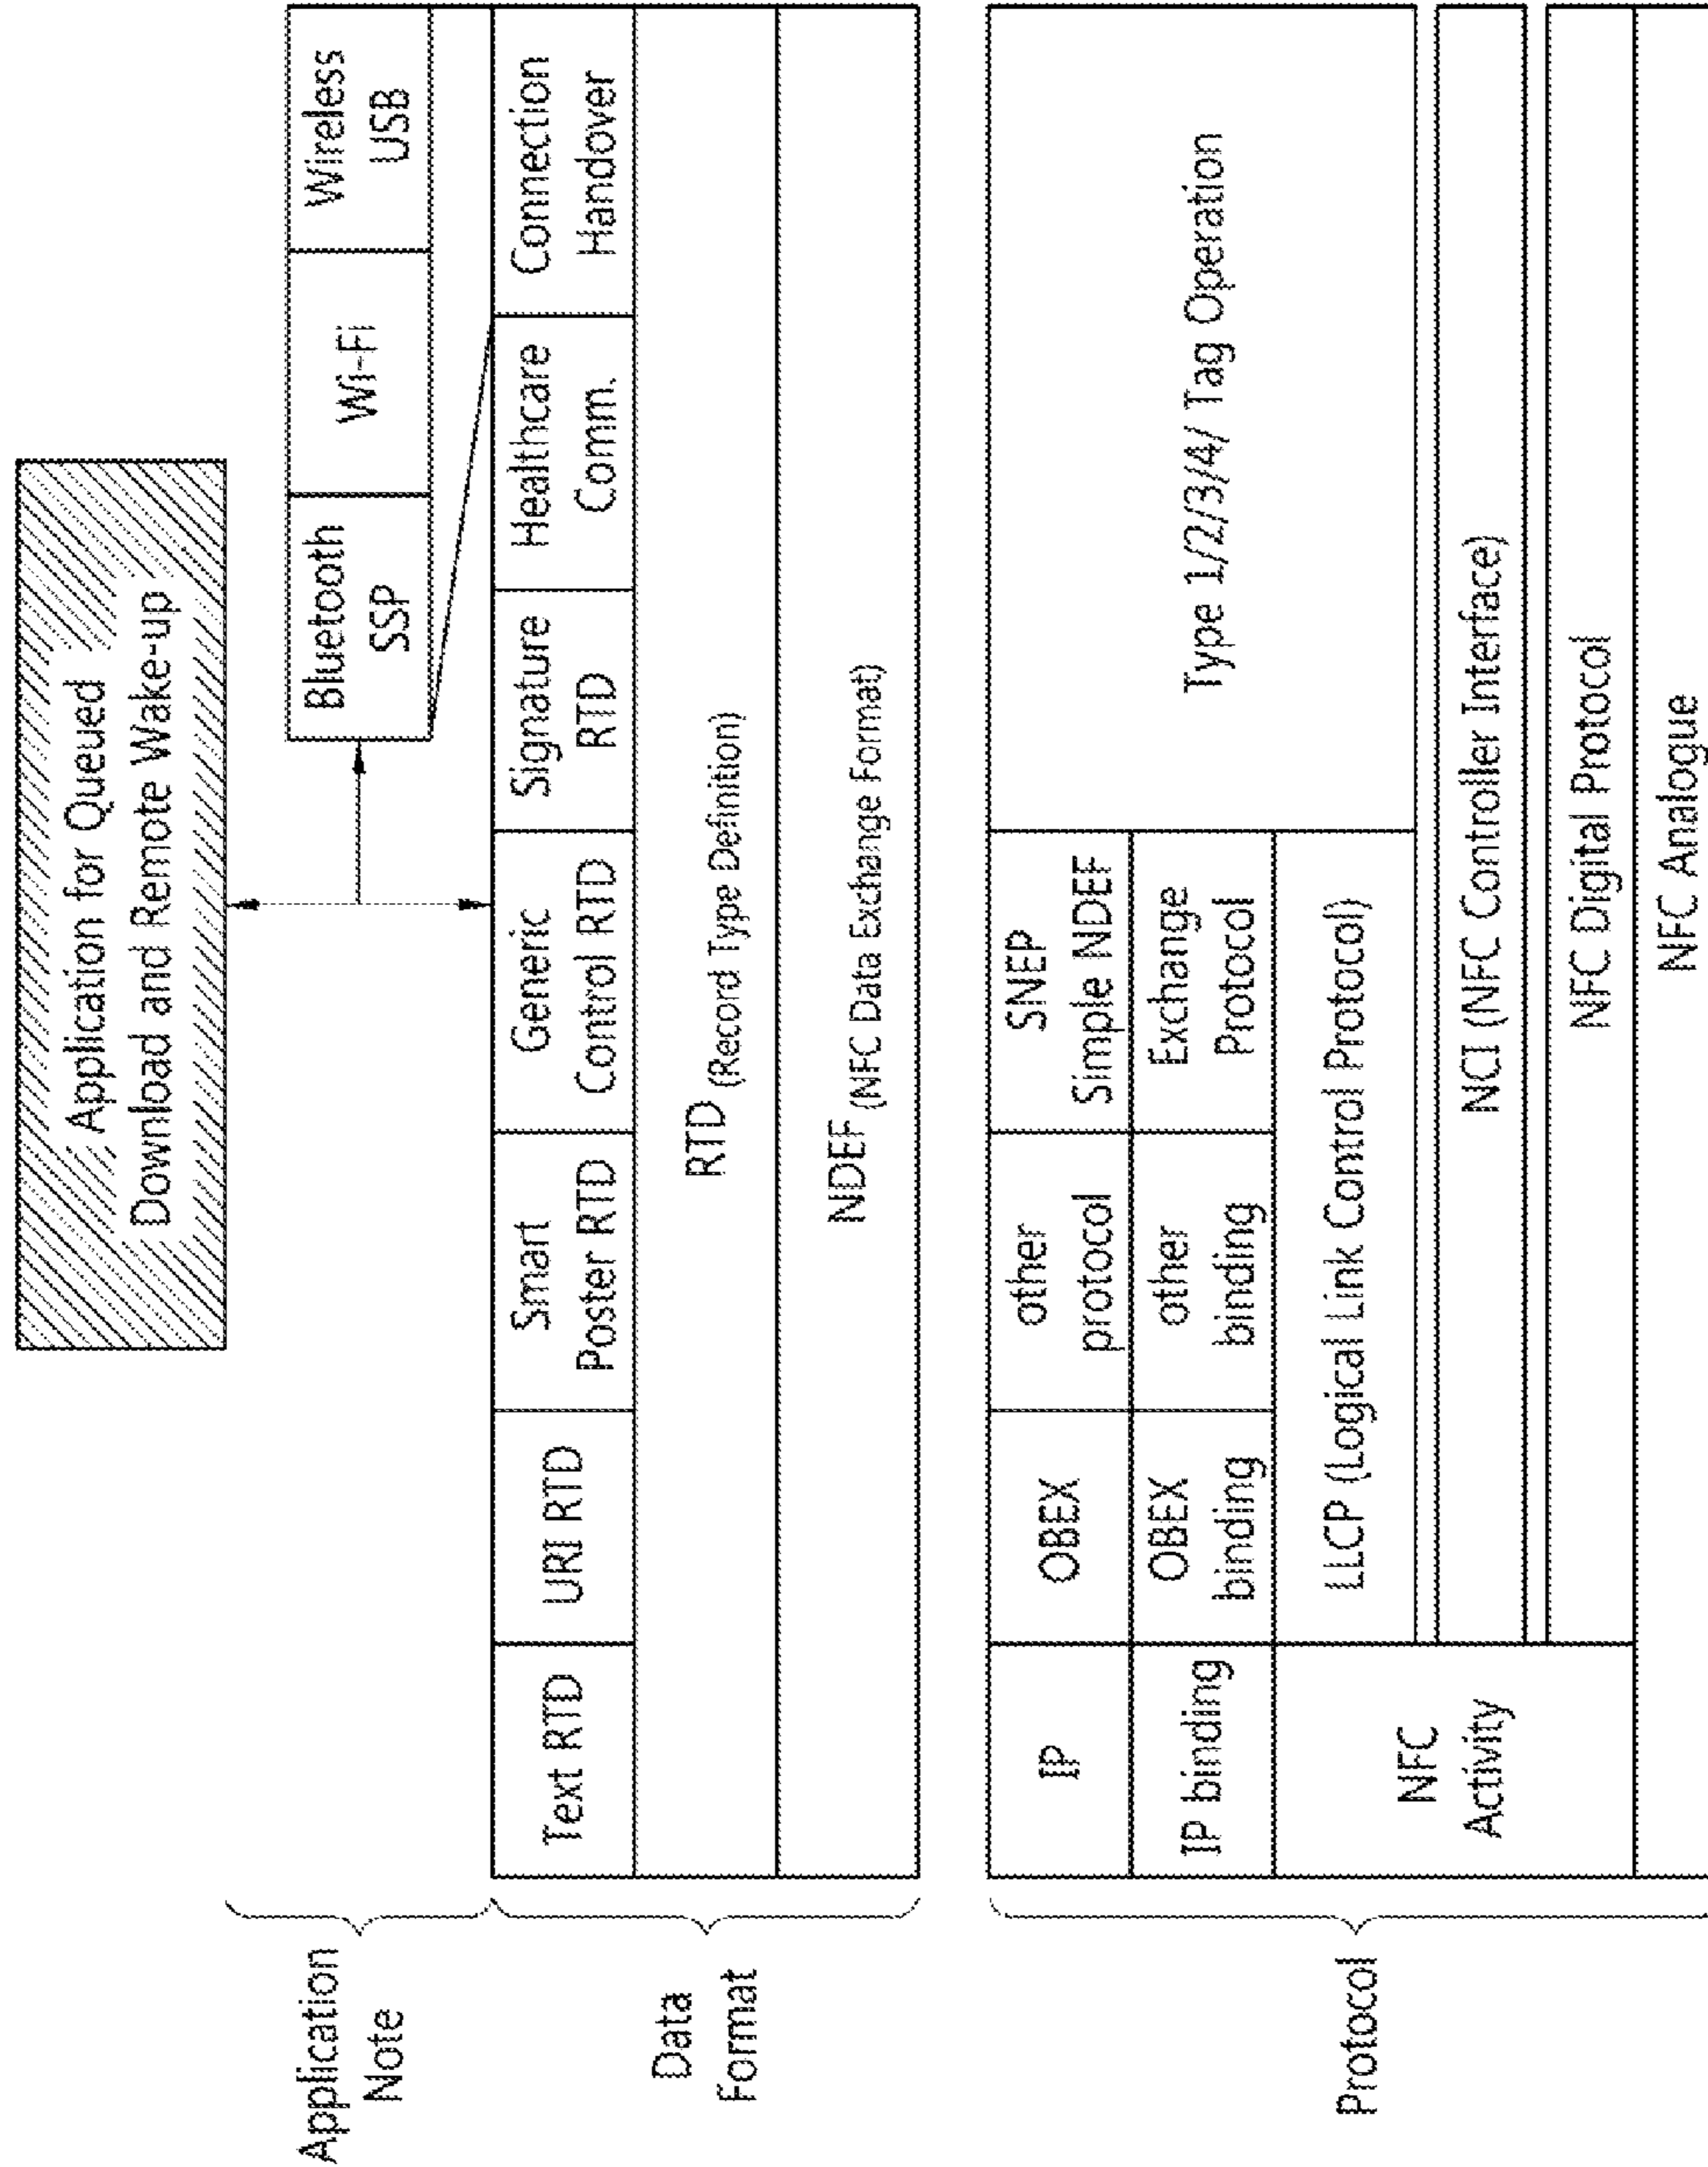 Application for Queued
Download and Remote Wake-up
Application
Note
Bluetooth
SSP
Wi-Fi
Wireless
USB
Data
Format
Text RTD
URI RTD
Smart
Poster RTD
Generic
Control RTD
Signature
RTD
Healthcare
Comm.
Connection
Handover
RTD (Record Type Definition)
NDEF (NFC Data Exchange Format)
Protocol
IP
OBEX
other
protocol
SNEP
Simple NDEF
Type 1/2/3/4/ Tag Operation
IP binding
OBEX
binding
other
binding
Exchange
Protocol
NFC
Activity
LLCP (Logical Link Control Protocol)
NCI (NFC Controller Interface)
NFC Digital Protocol
NFC Analogue